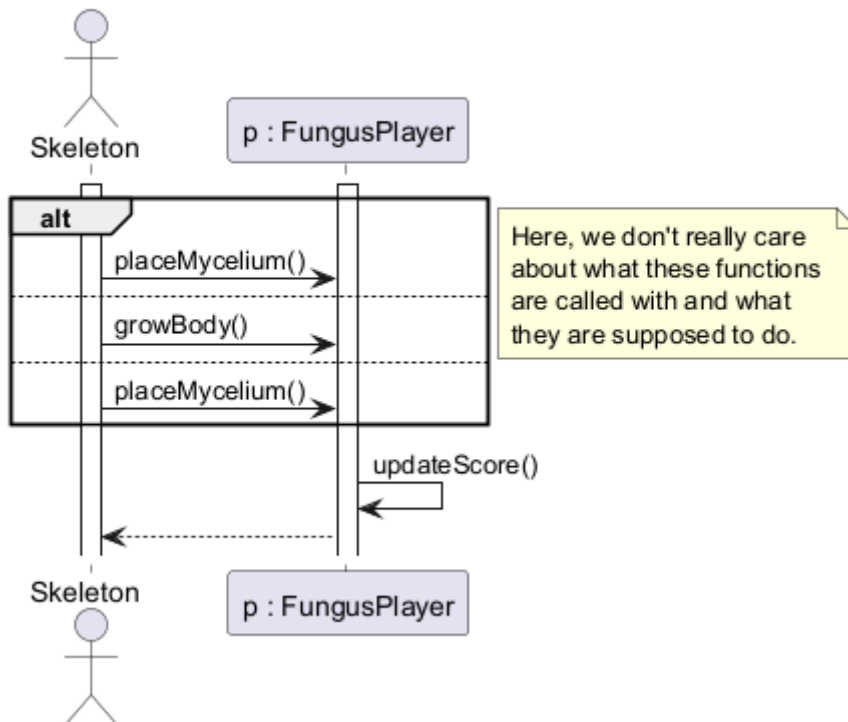 Skeleton
p : FungusPlayer
alt
placeMycelium()
growBody()
placeMycelium()
Here, we don't really care
about what these functions
are called with and what
they are supposed to do.
updateScore()
Skeleton
p : FungusPlayer